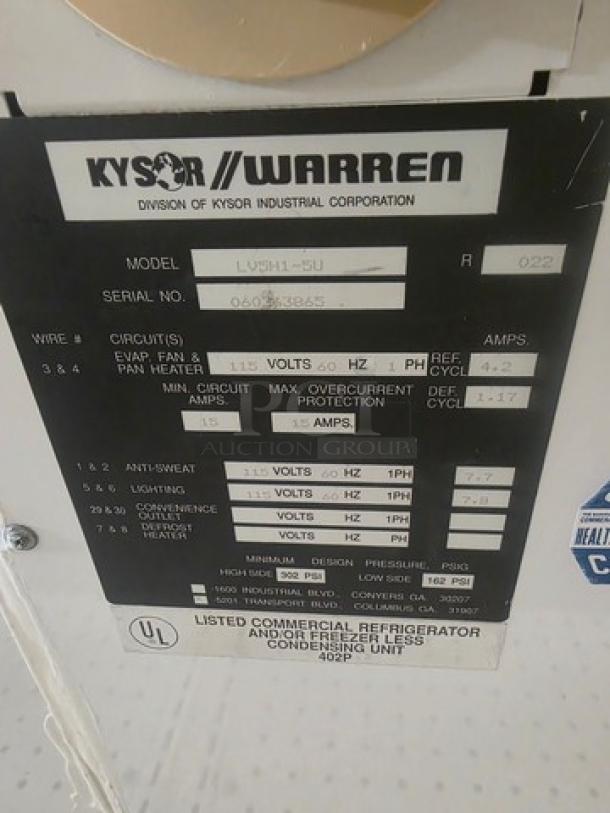 KYSOR//WARREN
DIVISION OF KYSOR INDUSTRIAL CORPORATION
MODEL LV5H1-5U R 022
SERIAL NO.
WIRE # CIRCUIT(S) AMPS.
3 & 4 EVAP. FAN & PAN HEATER 115 VOLTS 60 HZ 1 PH REF. CYCL 4.2
MIN. CIRCUIT AMPS. MAX. OVERCURRENT PROTECTION DEF. CYCL 1.17
15 15 AMPS.
PCI
AUCTION GROUP
1 & 2 ANTI-SWEAT 115 VOLTS 60 HZ 1PH 7.7
5 & 6 LIGHTING 115 VOLTS 60 HZ 1PH
29 & 30 CONVENIENCE OUTLET VOLTS HZ 1PH
7 & 8 DEFROST HEATER VOLTS HZ PH
MINIMUM DESIGN PRESSURE, PSIG
HIGH SIDE 302 PSI LOW SIDE 162 PSI
-1600 INDUSTRIAL BLVD., CONYERS GA. 30207
-5201 TRANSPORT BLVD., COLUMBUS, GA. 31907
UL
LISTED COMMERCIAL REFRIGERATOR
AND/OR FREEZER LESS
CONDENSING UNIT
402P